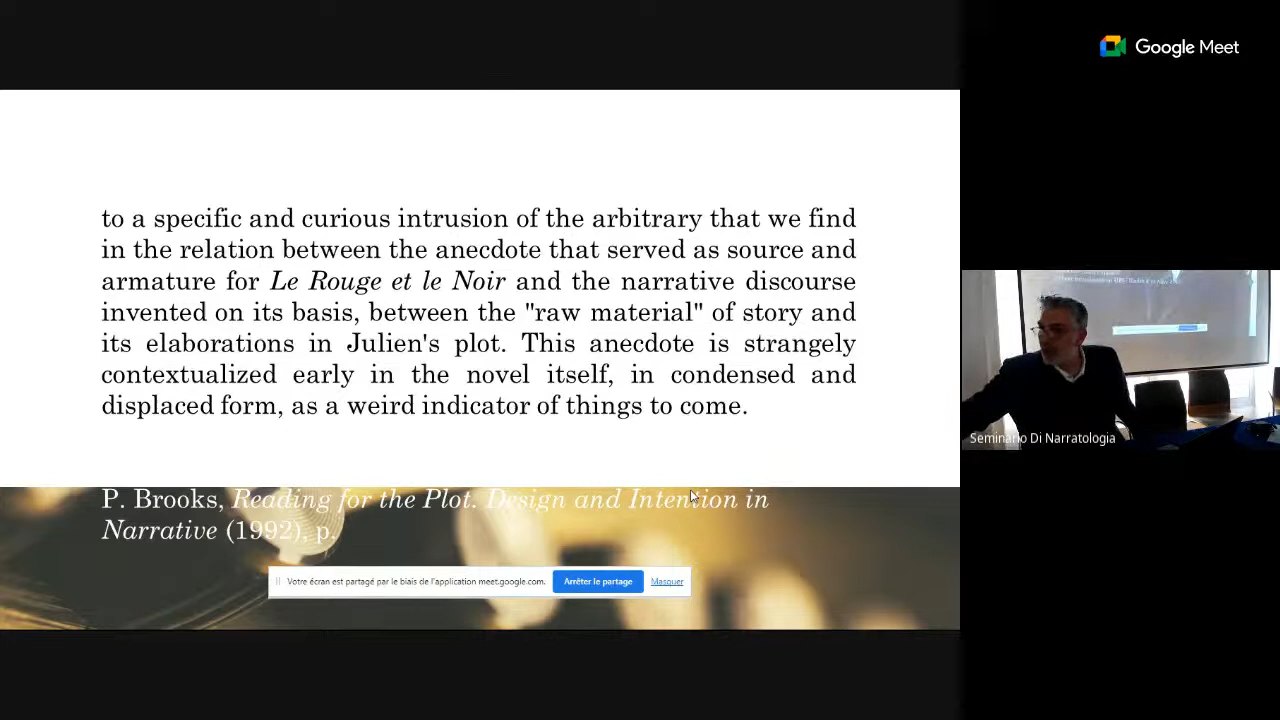 Google Meet
to a specific and curious intrusion of the arbitrary that we find
in the relation between the anecdote that served as source and
armature for Le Rouge et le Noir and the narrative discourse
invented on its basis, between the "raw material" of story and
its elaborations in Julien's plot. This anecdote is strangely
contextualized early in the novel itself, in condensed and
displaced form, as a weird indicator of things to come.
P. Brooks, Reading for the Plot. Design and Intention in
Narrative (1992), p.
Votre écran est partagé par le biais de l'application meet.google.com.
Arrêter le partage
Masquer
Seminario Di Narratologia